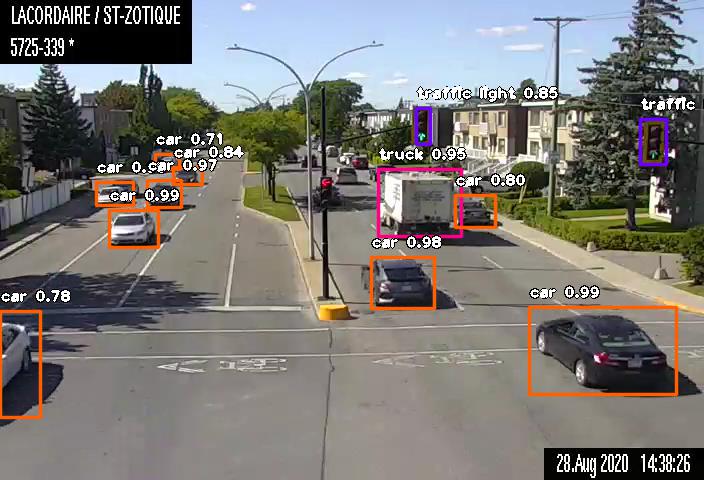 LACORDAIRE / ST-ZOTIQUE
5725-339 *
traffic light 0.85
traffic
car 0.71
car 0.84
car 0.
car 0.97
truck 0.95
car 0.80
car 0.99
car 0.98
car 0.78
car 0.99
28.Aug 2020 14:38:26